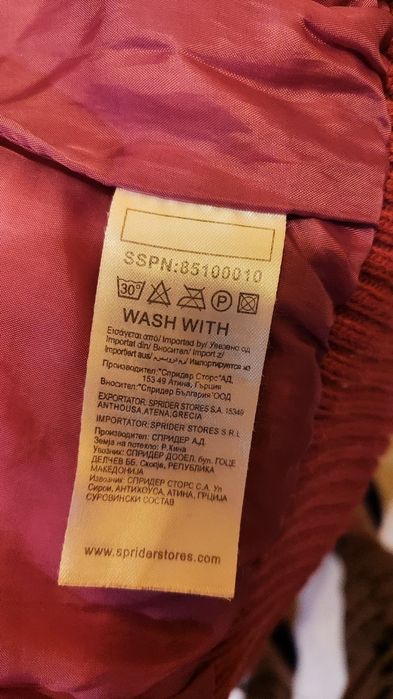 SSPN:85100010
30°
P
WASH WITH
Εισάγεται από/ Imported by/ Увезено од
Importat din/ Вносител/ Import z/
Importiert aus/ Импортируется из
Производител:"Спридер Сторс"АД,
153 49 Атина, Гърция
Вносител:"Спридер България"ООД
EXPORTATOR: SPRIDER STORES S.A. 15349
ANTHOUSA,ATENA,GRECIA
IMPORTATOR: SPRIDER STORES S.R.L
Производител: СПРИДЕР А.Д.
Земја на потекло: Р.Кина
Увозник: СПРИДЕР ДООЕЛ, бул. ГОЦЕ
ДЕЛЧЕВ ББ. Скопје, РЕПУБЛИКА
МАКЕДОНИЈА
Извозник: СПРИДЕР СТОРС С.А. Ул
Сирои, АНТИХОУСА, АТИНА, ГРЦИЈА
СУРОВИНСКИ СОСТАВ
www.spriderstores.com